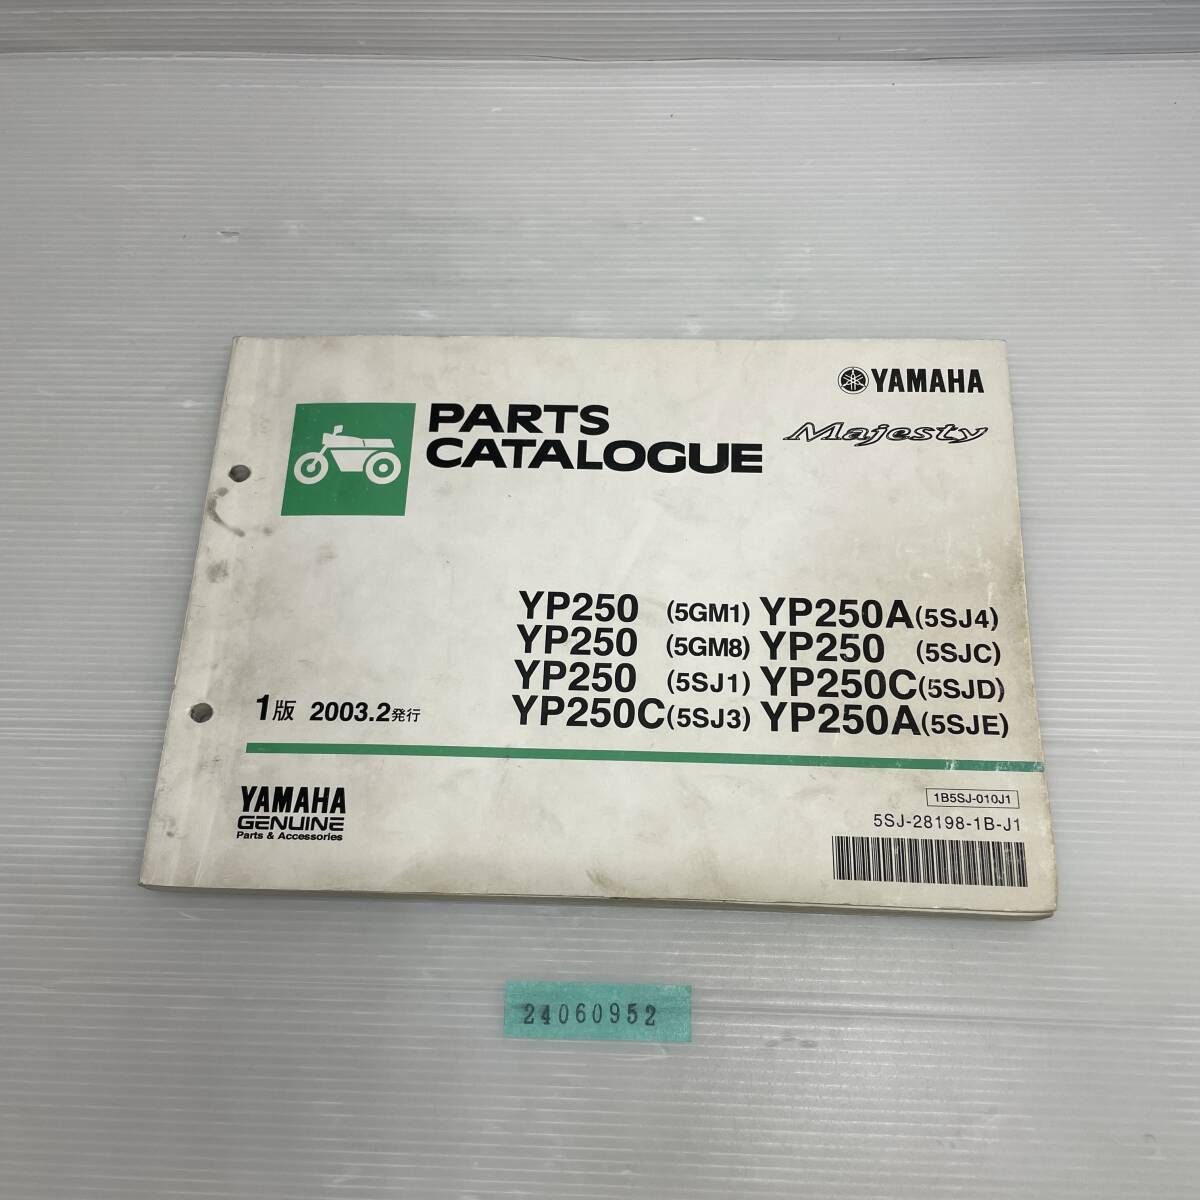 YAMAHA
Majesty
PARTS
CATALOGUE
YP250 (5GM1) YP250A(5SJ4)
YP250 (5GM8) YP250 (5SJC)
YP250 (5SJ1) YP250C(5SJD)
YP250C(5SJ3) YP250A(5SJE)
1版 2003.2発行
YAMAHA
GENUINE
Parts & Accessories
1B5SJ-010J1
5SJ-28198-1B-J1
24060952